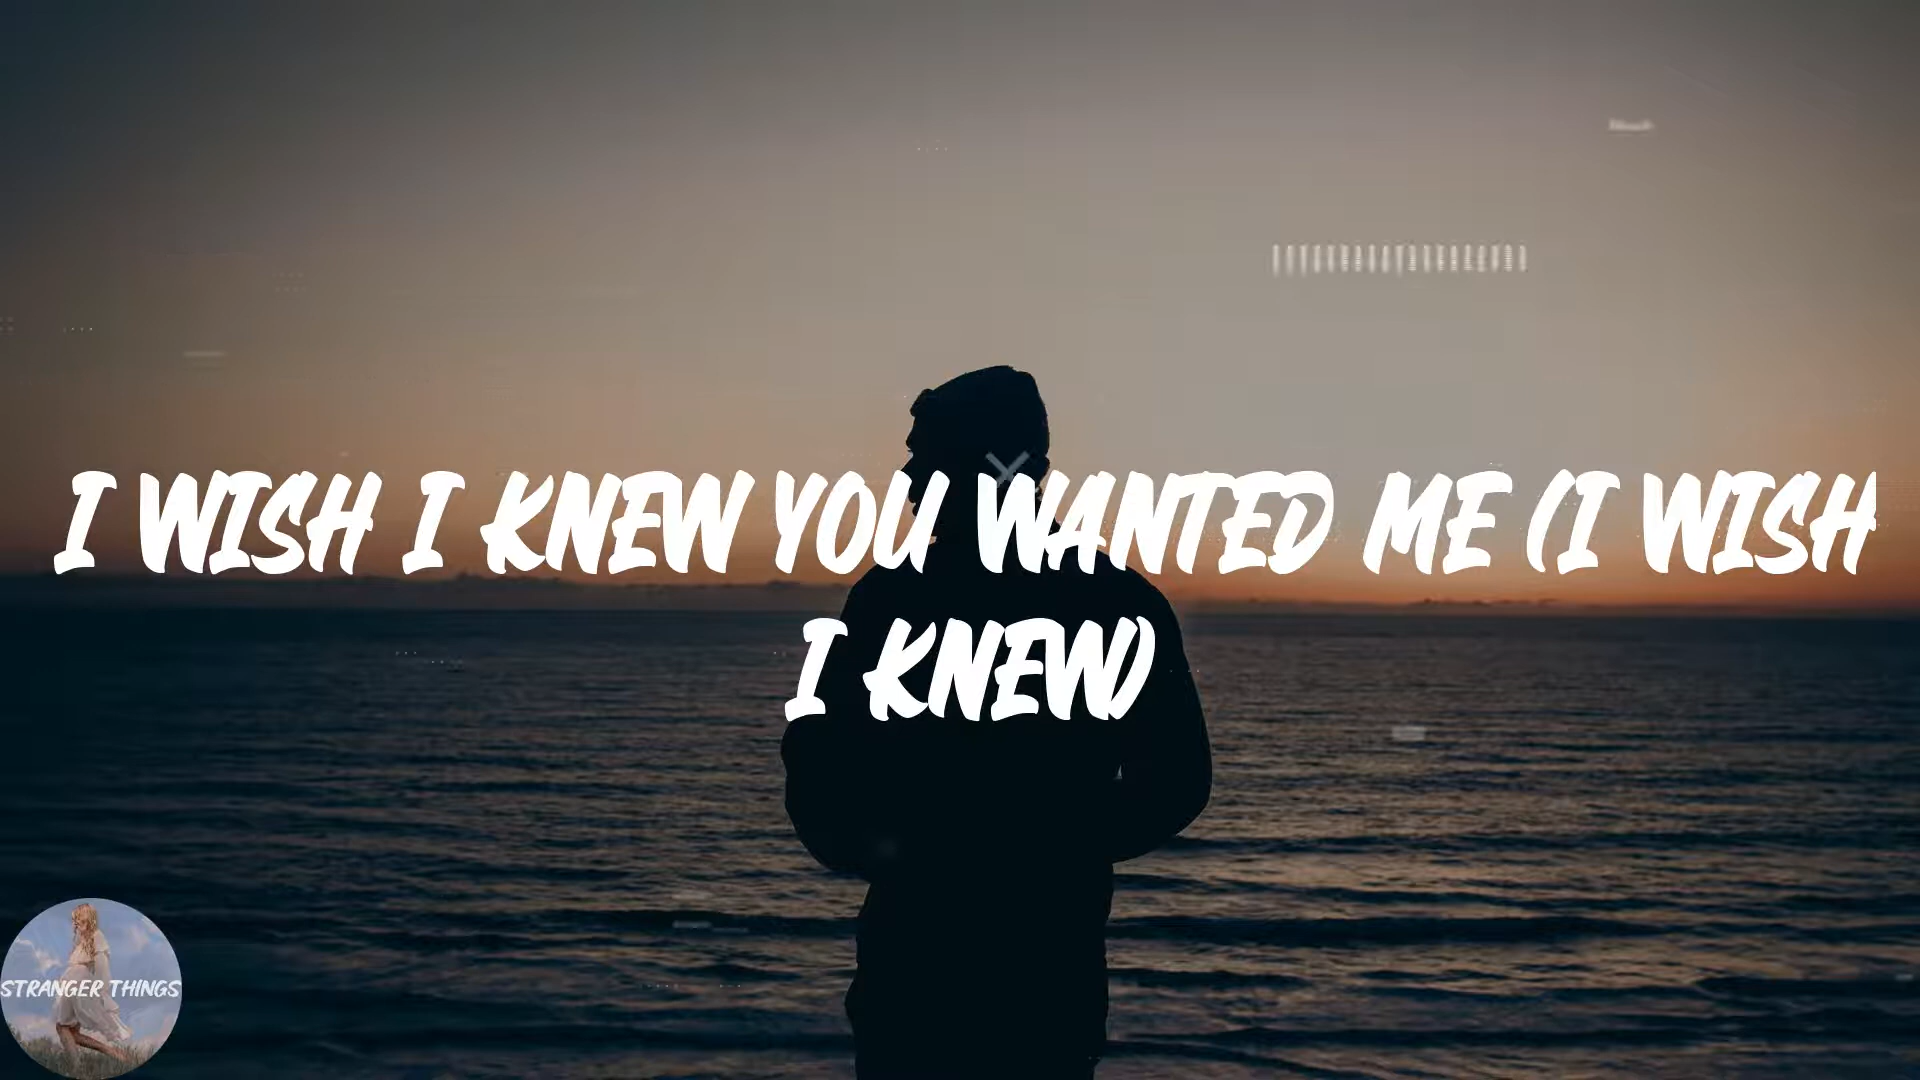 I WISH I KNEW YOU WANTED ME (I WISH
I KNEW)
STRANGER THINGS